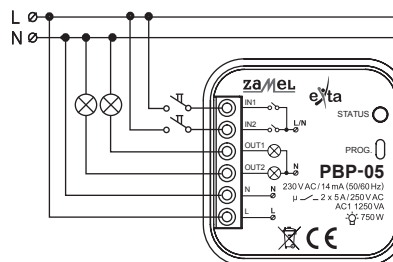 L
N
zamel
exta
IN1
IN2
L/N
STATUS
OUT1
PROG.
OUT2
N
PBP-05
230 V AC / 14 mA (50/60 Hz)
N
N
µ 2 x 5 A / 250 V AC
AC1 1250 VA
L
L
750 W
CE